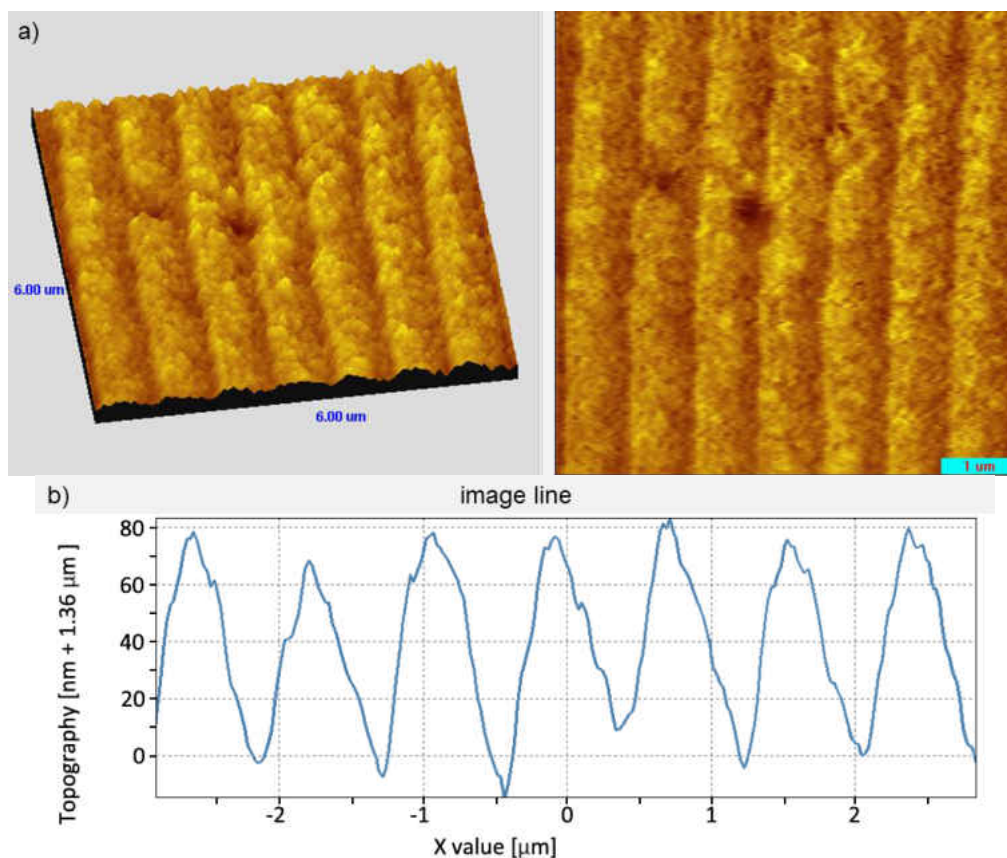 a)
6.00 um
6.00 um
1 um
b)
image line
Topography [nm + 1.36 µm ]
80
60
40
20
0
-2
-1
0
1
2
X value [µm]